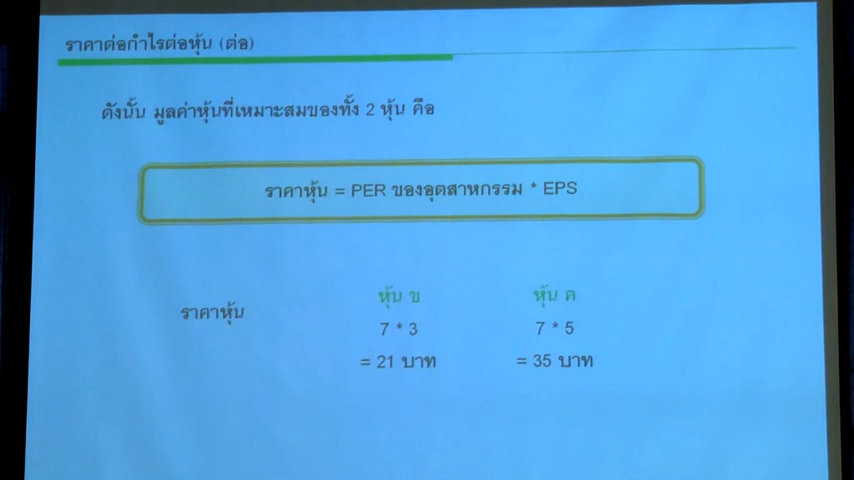 ราคาต่อกำไรต่อหุ้น (ต่อ)
ดังนั้น มูลค่าหุ้นที่เหมาะสมของทั้ง 2 หุ้น คือ
ราคาหุ้น = PER ของอุตสาหกรรม * EPS
หุ้น ข หุ้น ค
ราคาหุ้น
7 * 3 7 * 5
= 21 บาท = 35 บาท